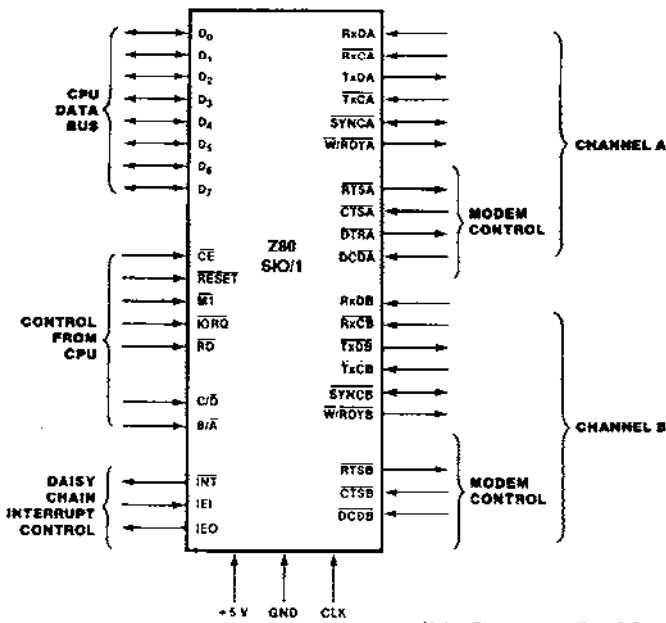 D0
D1
D2
D3
D4
D5
D6
D7
CPU
DATA
BUS
CE
RESET
M1
IORQ
RD
C/D
B/A
CONTROL
FROM
CPU
INT
IEI
IEO
DAISY
CHAIN
INTERRUPT
CONTROL
Z80
SIO/1
RxDA
RxCA
TxDA
TxCA
SYNCA
W/RDYA
RTSA
CTSA
DTRA
DCDA
MODEM
CONTROL
CHANNEL A
RxDB
RxCB
TxDB
TxCB
SYNCB
W/RDYB
RTSB
CTSB
DCDB
MODEM
CONTROL
CHANNEL B
+5 V GND CLK